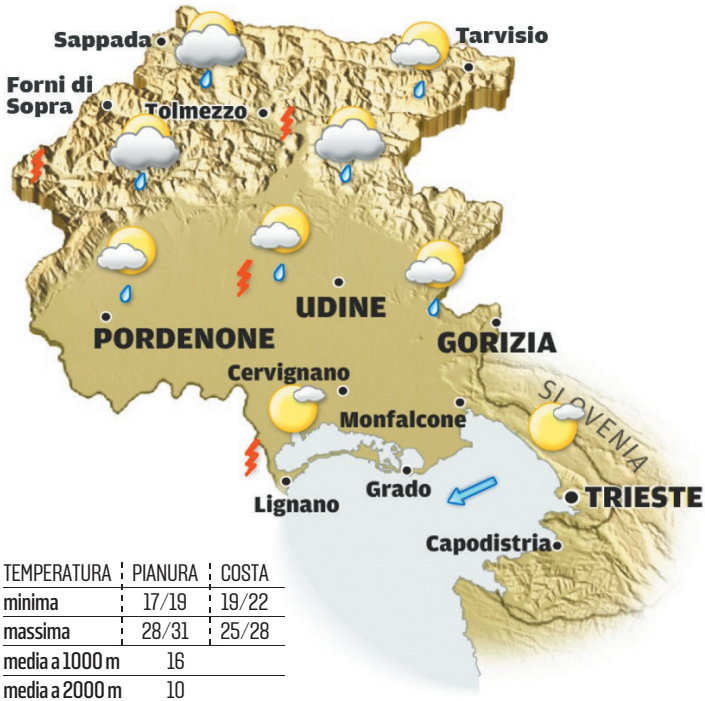 Sappada
Tarvisio
Forni di
Sopra
Tolmezzo
UDINE
PORDENONE
GORIZIA
Cervignano
SLOVENIA
Monfalcone
Grado
Lignano
TRIESTE
Capodistria
TEMPERATURA PIANURA COSTA
minima 17/19 19/22
massima 28/31 25/28
media a 1000 m 16
media a 2000 m 10